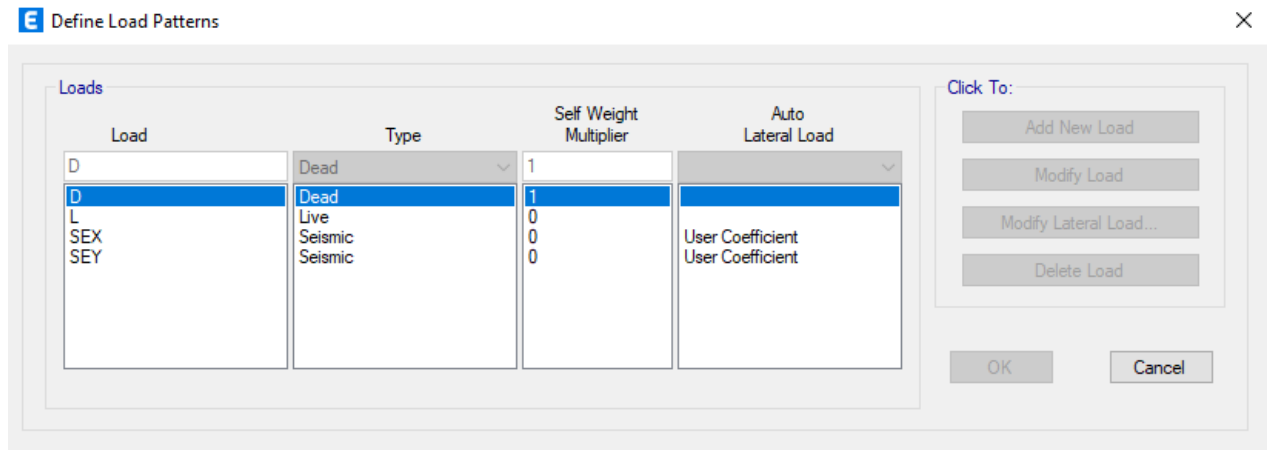 E Define Load Patterns
Loads
Click To:
Load Type Self Weight Multiplier Auto Lateral Load
D Dead 1
D Dead 1
L Live 0
SEX Seismic 0 User Coefficient
SEY Seismic 0 User Coefficient
Add New Load
Modify Load
Modify Lateral Load...
Delete Load
OK Cancel